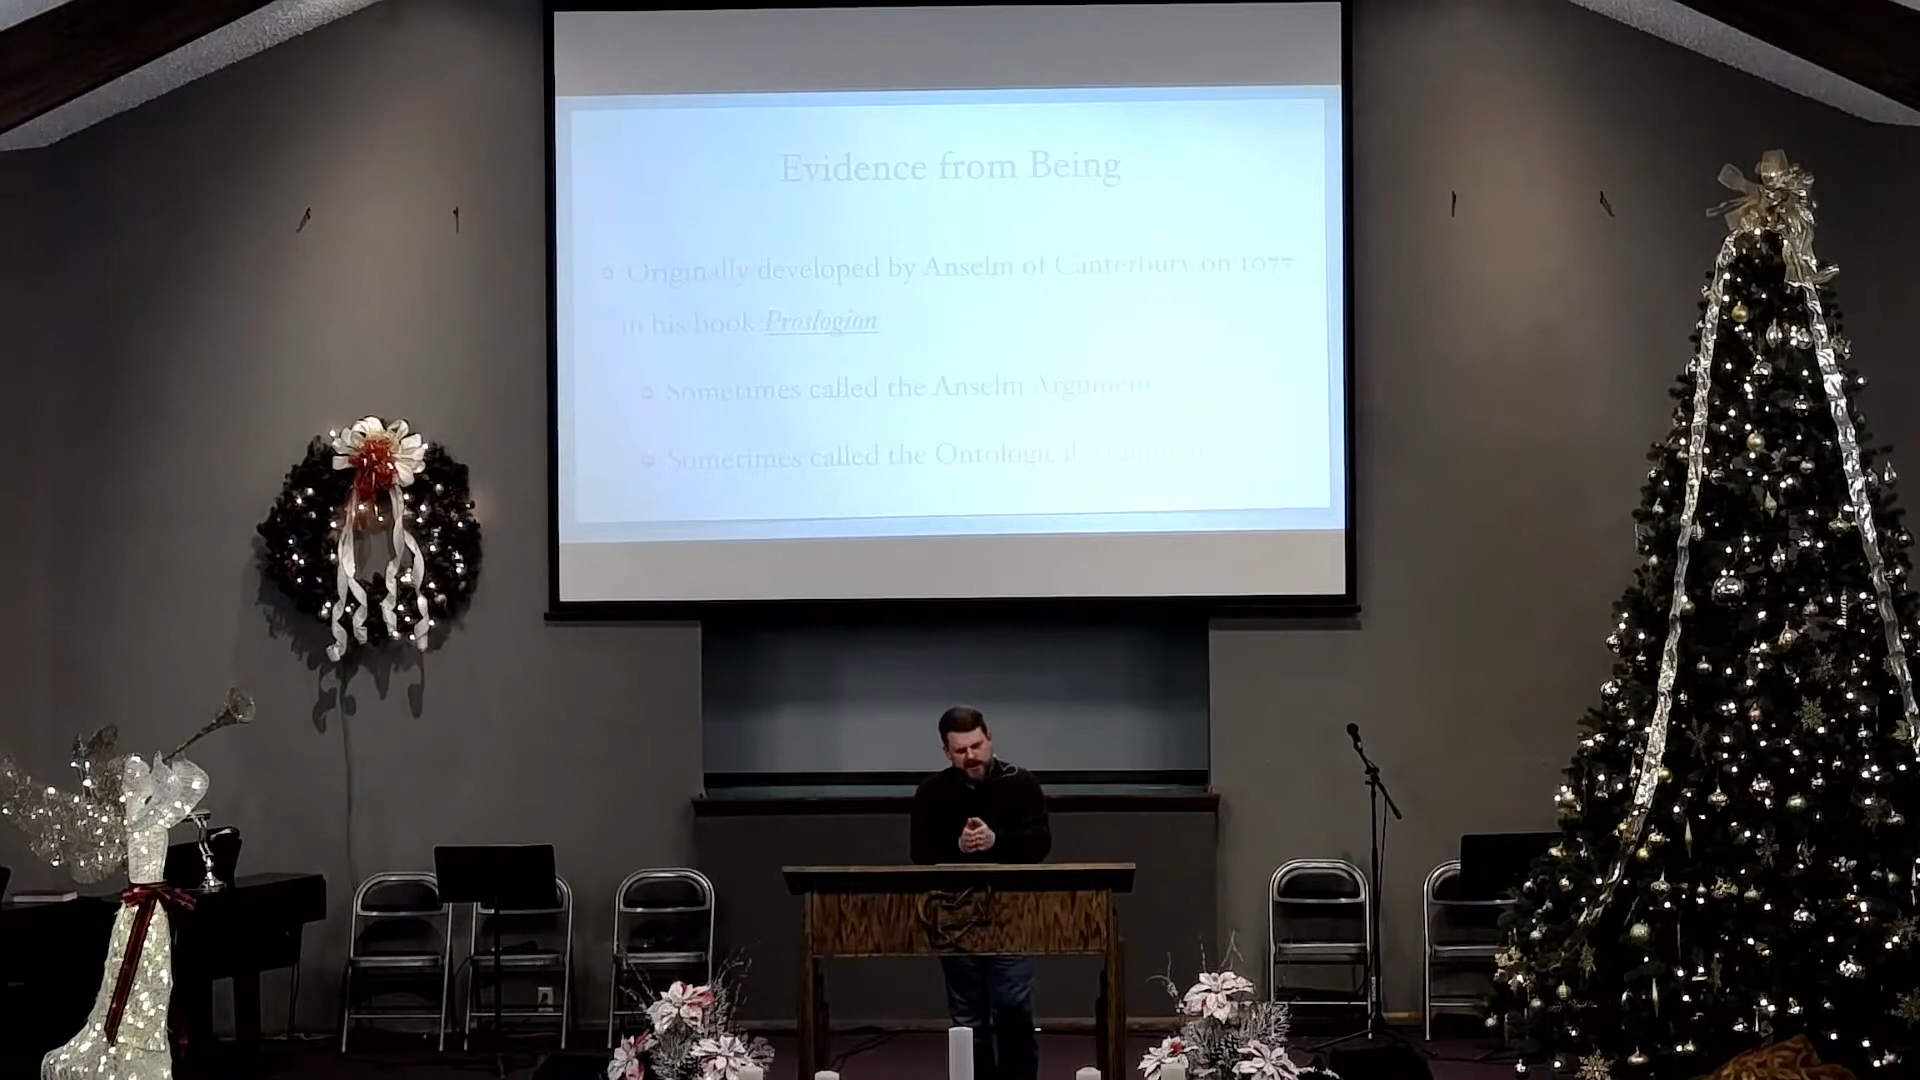 Evidence from Being
Originally developed by Anselm of Canterbury on 1077
in his book Proslogion
Sometimes called the Anselm Argument
Sometimes called the Ontological Argument